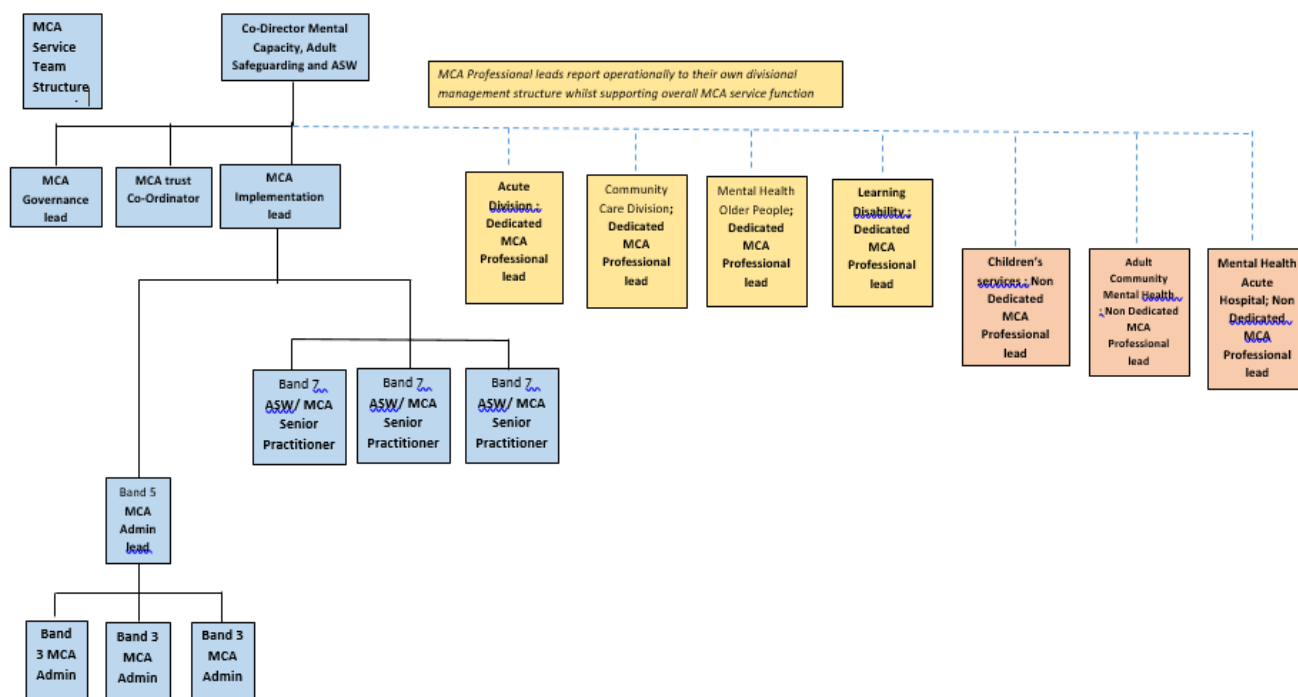 MCA
Service
Team
Structure
.
Co-Director Mental
Capacity, Adult
Safeguarding and ASW
MCA Professional leads report operationally to their own divisional
management structure whilst supporting overall MCA service function
MCA
Governance
lead
MCA trust
Co-Ordinator
MCA
Implementation
lead
Acute
Division ;
Dedicated
MCA
Professional
lead
Community
Care Division;
Dedicated
MCA
Professional
lead
Mental Health
Older People;
Dedicated
MCA
Professional
lead
Learning
Disability ;
Dedicated
MCA
Professional
lead
Children's
services ; Non
Dedicated
MCA
Professional
lead
Adult
Community
Mental Health
; Non Dedicated
MCA
Professional
lead
Mental Health
Acute
Hospital; Non
Dedicated
MCA
Professional
lead
Band 7
ASW/ MCA
Senior
Practitioner
Band 7
ASW/ MCA
Senior
Practitioner
Band 7
ASW/ MCA
Senior
Practitioner
Band 5
MCA
Admin
lead
Band
3 MCA
Admin
Band 3
MCA
Admin
Band 3
MCA
Admin